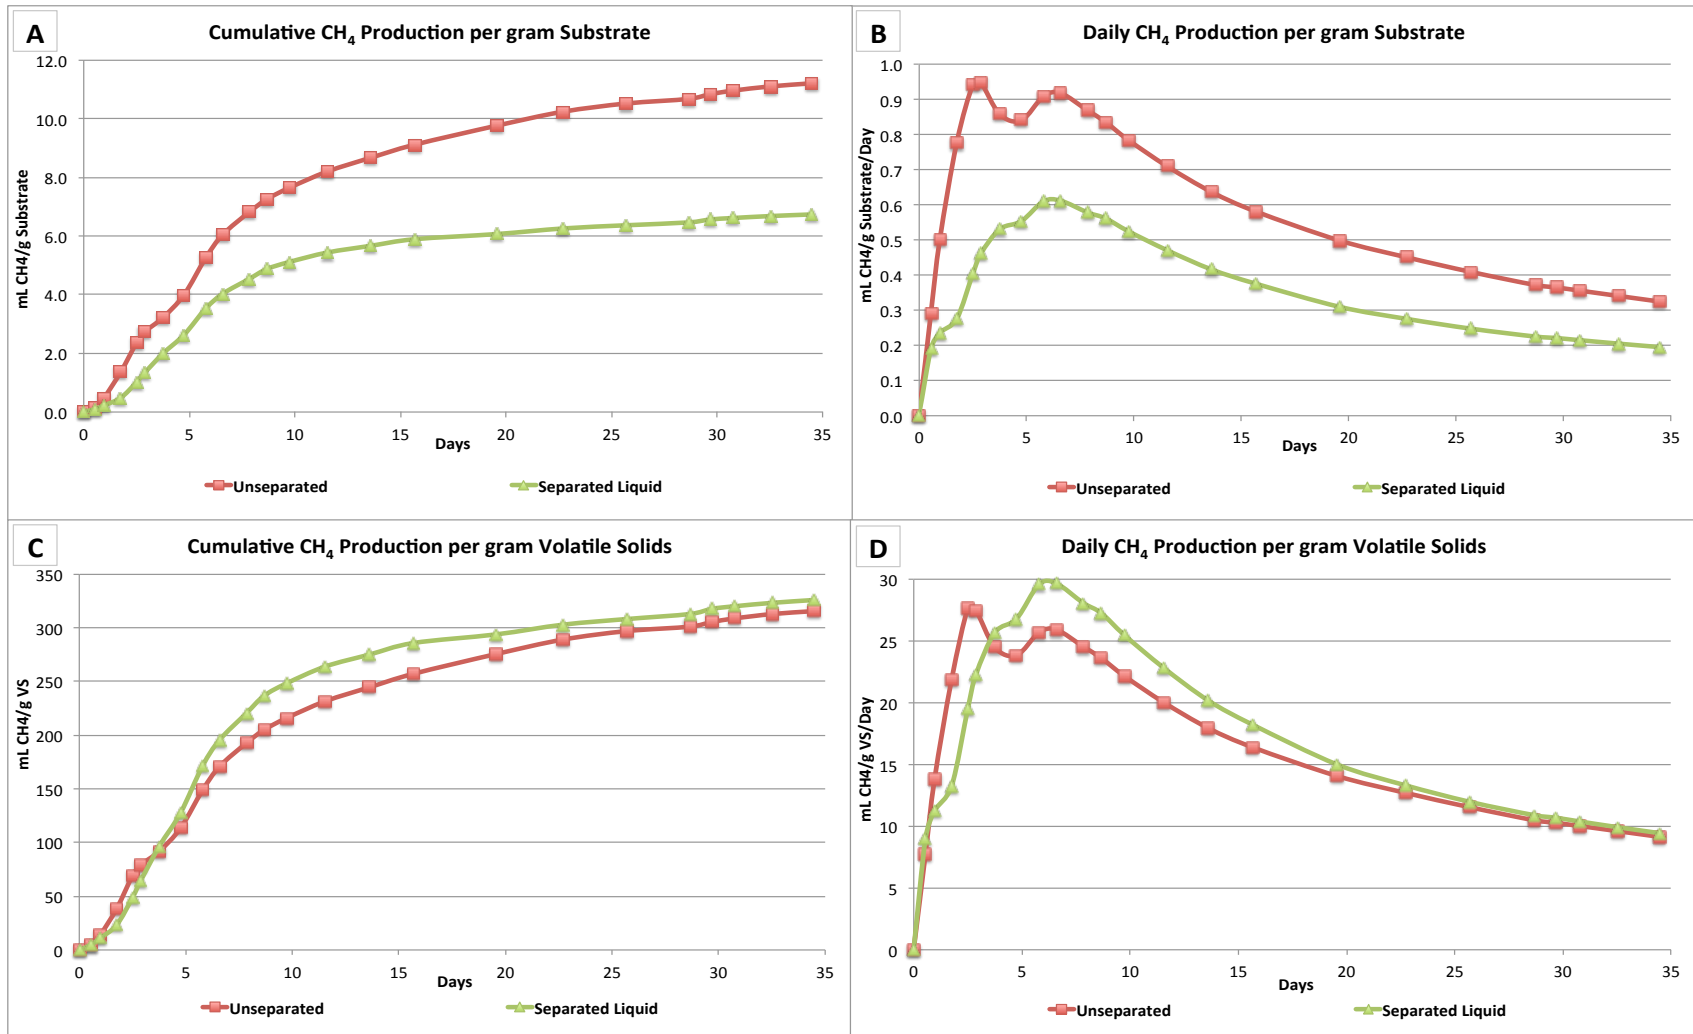 A
Cumulative CH₄ Production per gram Substrate
12.0
10.0
8.0
6.0
4.0
2.0
0.0
mL CH4/g Substrate
0 5 10 15 20 25 30 35
Days
Unseparated Separated Liquid
B
Daily CH₄ Production per gram Substrate
1.0
0.9
0.8
0.7
0.6
0.5
0.4
0.3
0.2
0.1
0.0
mL CH4/g Substrate/Day
0 5 10 15 20 25 30 35
Days
Unseparated Separated Liquid
C
Cumulative CH₄ Production per gram Volatile Solids
350
300
250
200
150
100
50
0
mL CH4/g VS
0 5 10 15 20 25 30 35
Days
Unseparated Separated Liquid
D
Daily CH₄ Production per gram Volatile Solids
30
25
20
15
10
5
0
mL CH4/g VS/Day
0 5 10 15 20 25 30 35
Days
Unseparated Separated Liquid